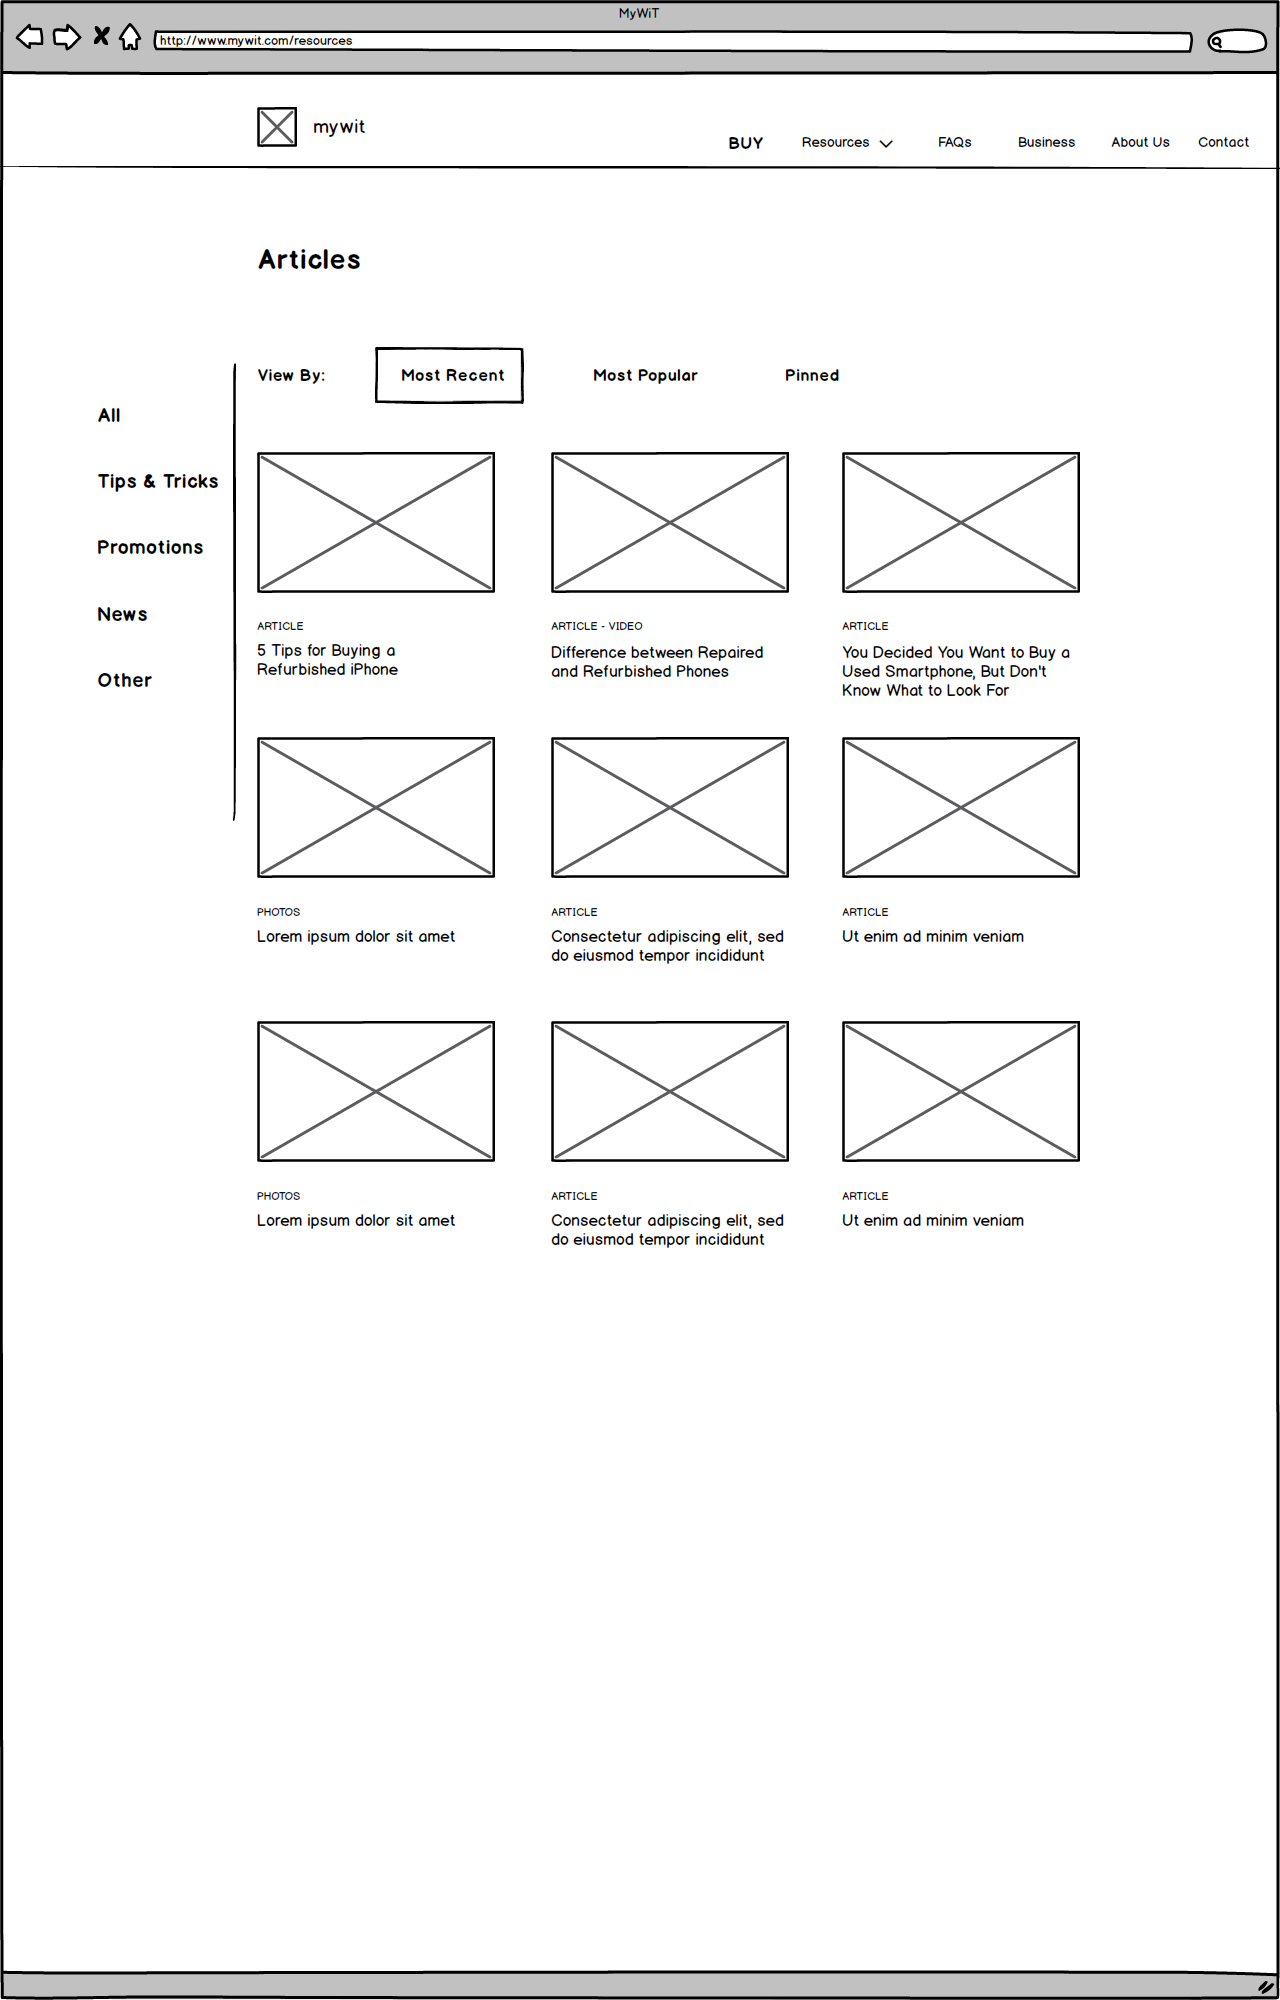 MyWiT
http://www.mywit.com/resources
mywit
BUY
Resources
FAQs
Business
About Us
Contact
Articles
View By:
Most Recent
Most Popular
Pinned
All
Tips & Tricks
Promotions
News
Other
ARTICLE
5 Tips for Buying a
Refurbished iPhone
ARTICLE - VIDEO
Difference between Repaired
and Refurbished Phones
ARTICLE
You Decided You Want to Buy a
Used Smartphone, But Don't
Know What to Look For
PHOTOS
Lorem ipsum dolor sit amet
ARTICLE
Consectetur adipiscing elit, sed
do eiusmod tempor incididunt
ARTICLE
Ut enim ad minim veniam
PHOTOS
Lorem ipsum dolor sit amet
ARTICLE
Consectetur adipiscing elit, sed
do eiusmod tempor incididunt
ARTICLE
Ut enim ad minim veniam